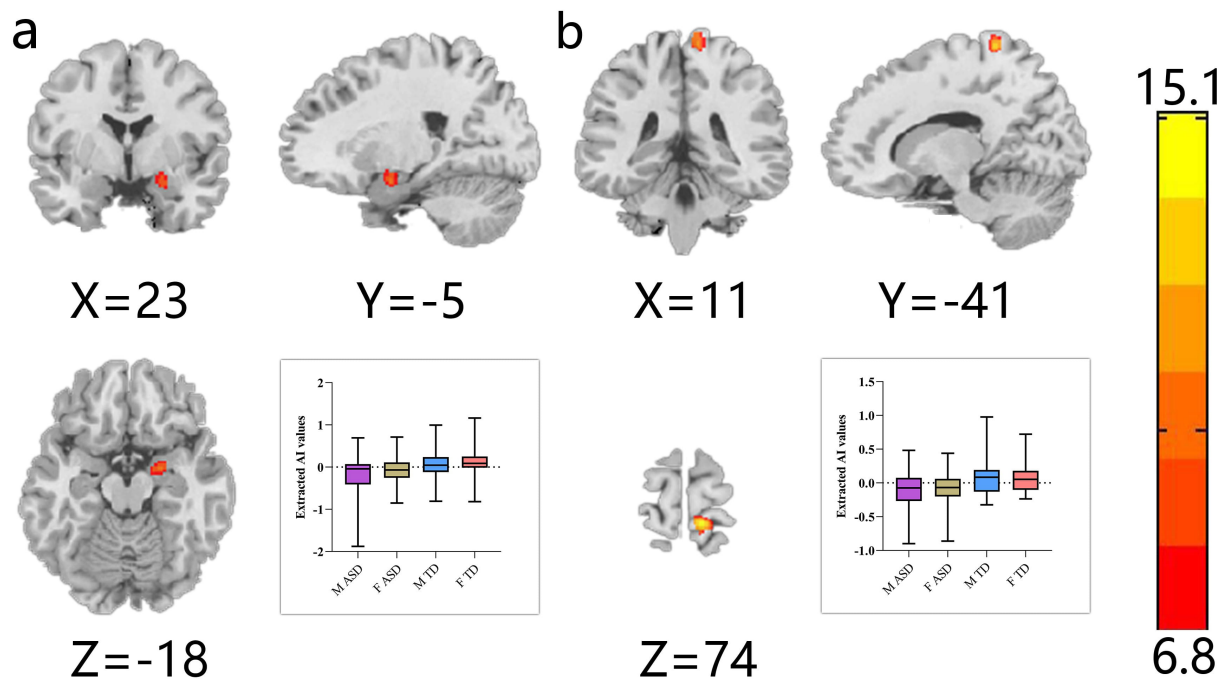 a
b
15.1
X=23
Y=-5
X=11
Y=-41
2
1
0
-1
-2
Extracted AI values
M ASD
F ASD
M TD
F TD
1.5
1.0
0.5
0.0
-0.5
-1.0
Extracted AI values
M ASD
F ASD
M TD
F TD
Z=-18
Z=74
6.8